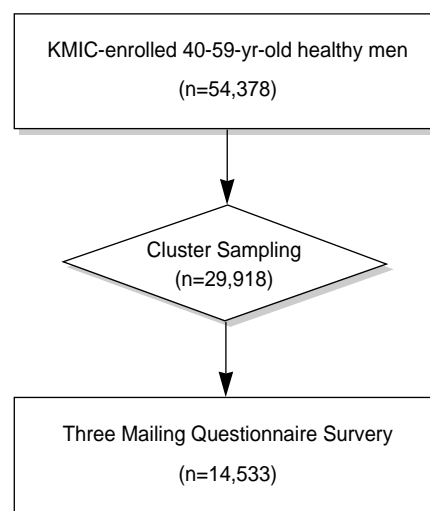 KMIC-enrolled 40-59-yr-old healthy men
(n=54,378)
Cluster Sampling
(n=29,918)
Three Mailing Questionnaire Survery
(n=14,533)